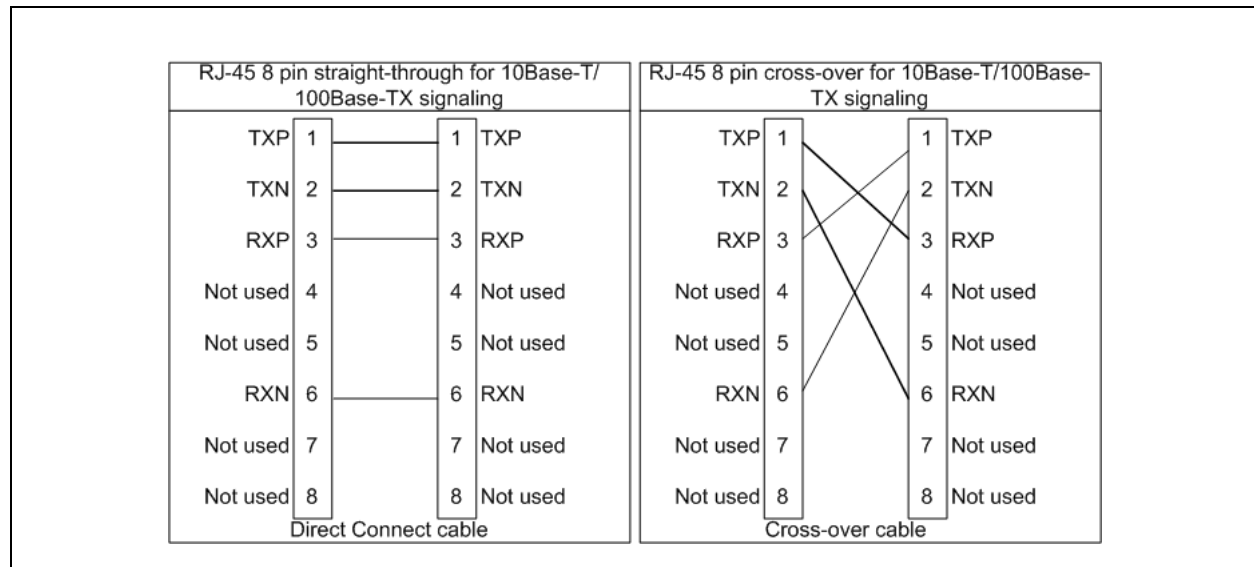 RJ-45 8 pin straight-through for 10Base-T/
100Base-TX signaling
TXP 1 1 TXP
TXN 2 2 TXN
RXP 3 3 RXP
Not used 4 4 Not used
Not used 5 5 Not used
RXN 6 6 RXN
Not used 7 7 Not used
Not used 8 8 Not used
Direct Connect cable
RJ-45 8 pin cross-over for 10Base-T/100Base-
TX signaling
TXP 1 1 TXP
TXN 2 2 TXN
RXP 3 3 RXP
Not used 4 4 Not used
Not used 5 5 Not used
RXN 6 6 RXN
Not used 7 7 Not used
Not used 8 8 Not used
Cross-over cable